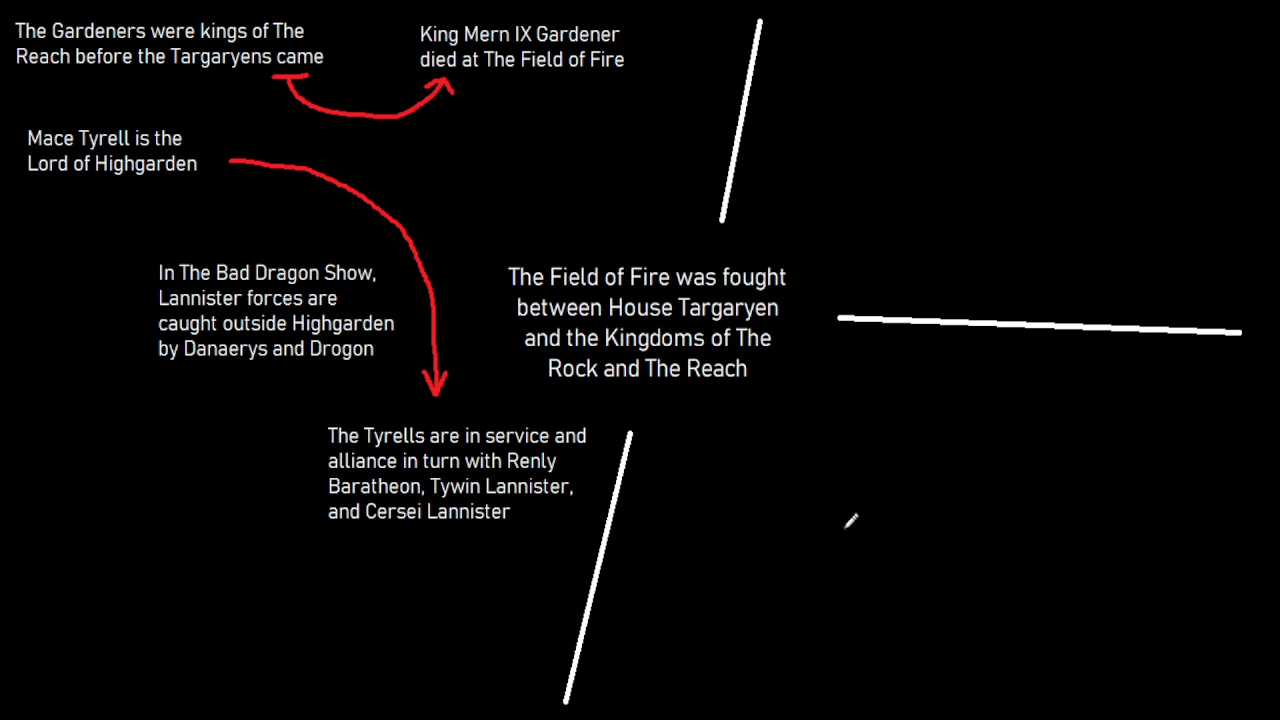 The Gardeners were kings of The
Reach before the Targaryens came
King Mern IX Gardener
died at The Field of Fire
Mace Tyrell is the
Lord of Highgarden
In The Bad Dragon Show,
Lannister forces are
caught outside Highgarden
by Danaerys and Drogon
The Field of Fire was fought
between House Targaryen
and the Kingdoms of The
Rock and The Reach
The Tyrells are in service and
alliance in turn with Renly
Baratheon, Tywin Lannister,
and Cersei Lannister